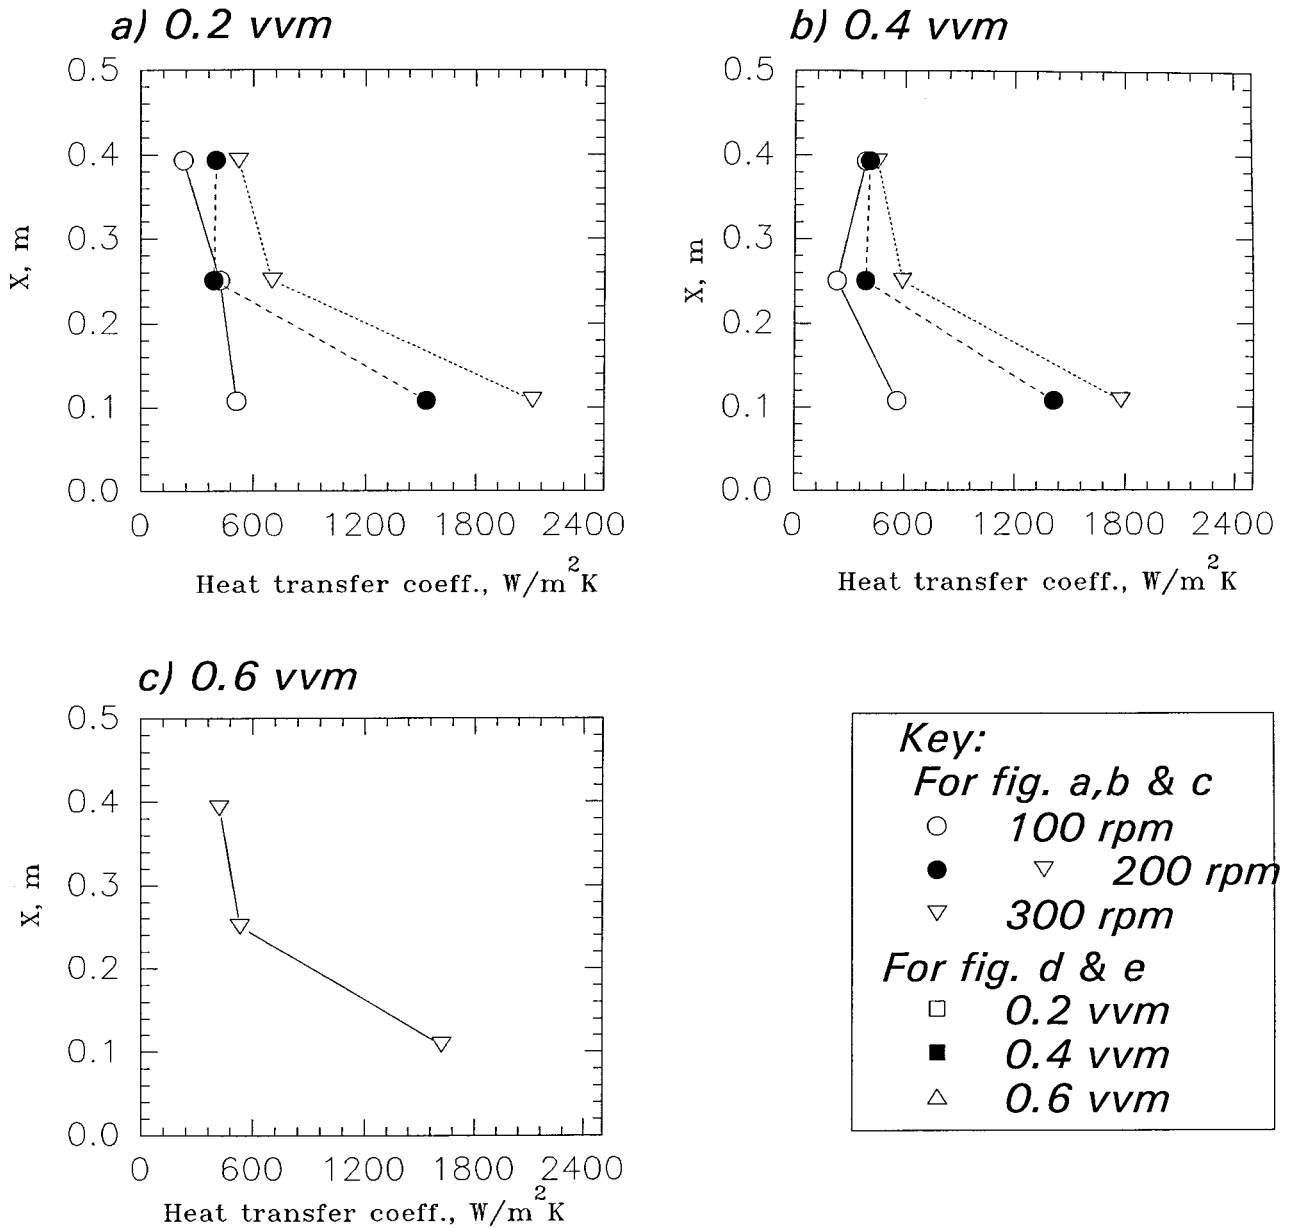 a) 0.2 vvm
0.5
0.4
0.3
0.2
0.1
0.0
X, m
0 600 1200 1800 2400
Heat transfer coeff., W/m²K
b) 0.4 vvm
0.5
0.4
0.3
0.2
0.1
0.0
X, m
0 600 1200 1800 2400
Heat transfer coeff., W/m²K
c) 0.6 vvm
0.5
0.4
0.3
0.2
0.1
0.0
X, m
0 600 1200 1800 2400
Heat transfer coeff., W/m²K
Key:
For fig. a,b & c
100 rpm
200 rpm
300 rpm
For fig. d & e
0.2 vvm
0.4 vvm
0.6 vvm